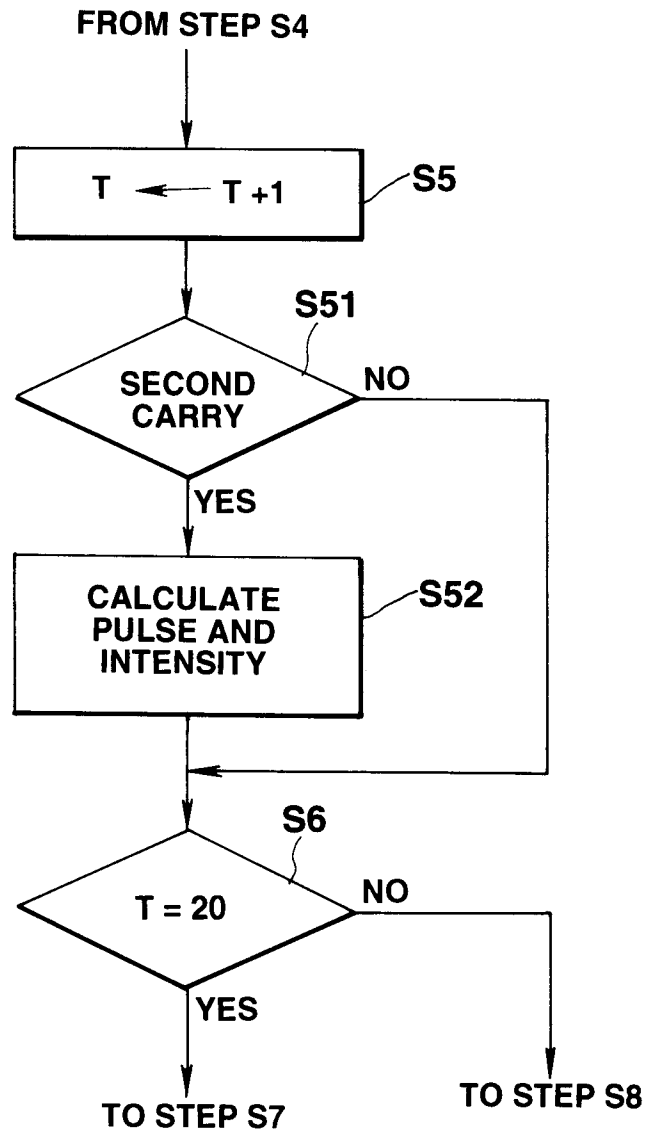 FROM STEP S4
T ← T +1
S5
S51
SECOND
CARRY
NO
YES
CALCULATE
PULSE AND
INTENSITY
S52
S6
T = 20
NO
YES
TO STEP S7
TO STEP S8